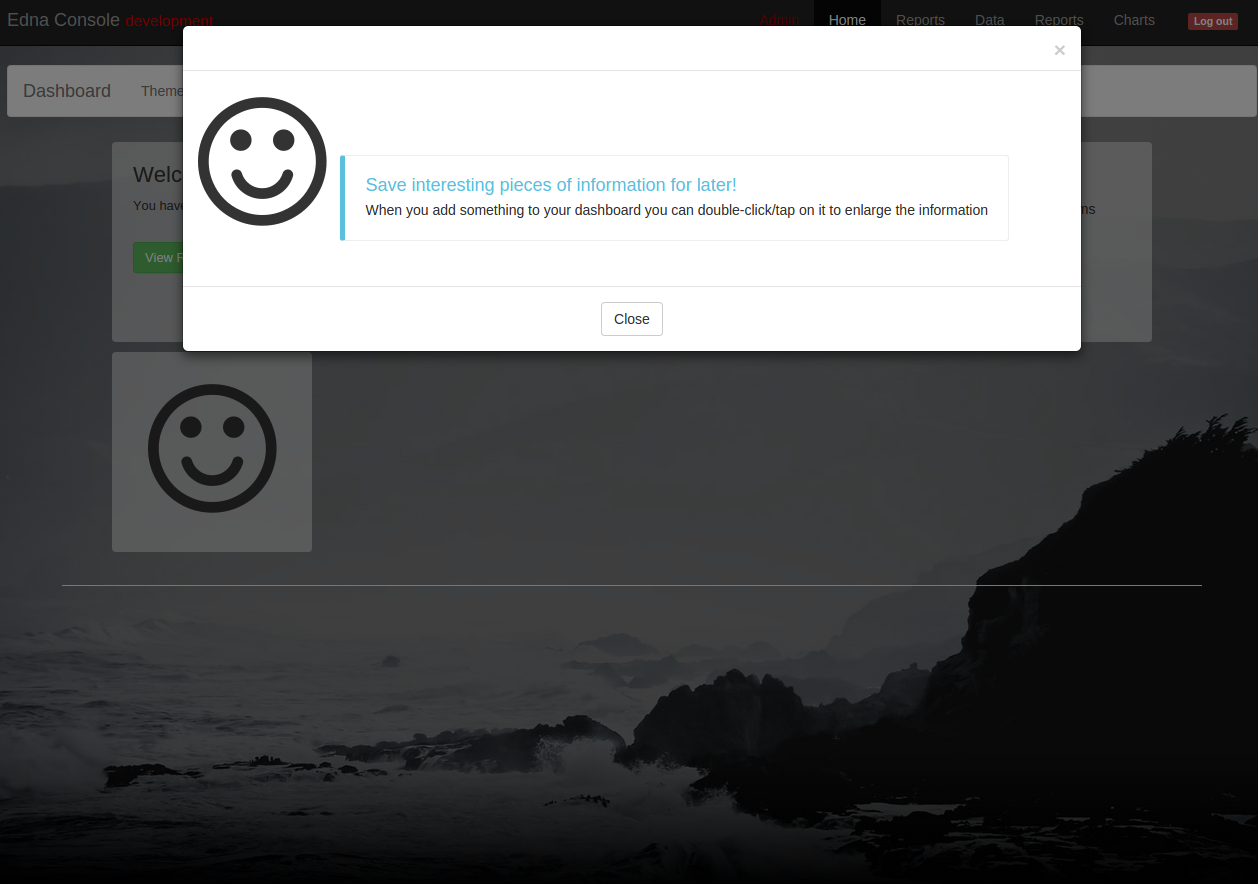 Edna Console development Admin Home Reports Data Reports Charts Log out
×
Dashboard Theme
Save interesting pieces of information for later!
When you add something to your dashboard you can double-click/tap on it to enlarge the information
Close
You have
View